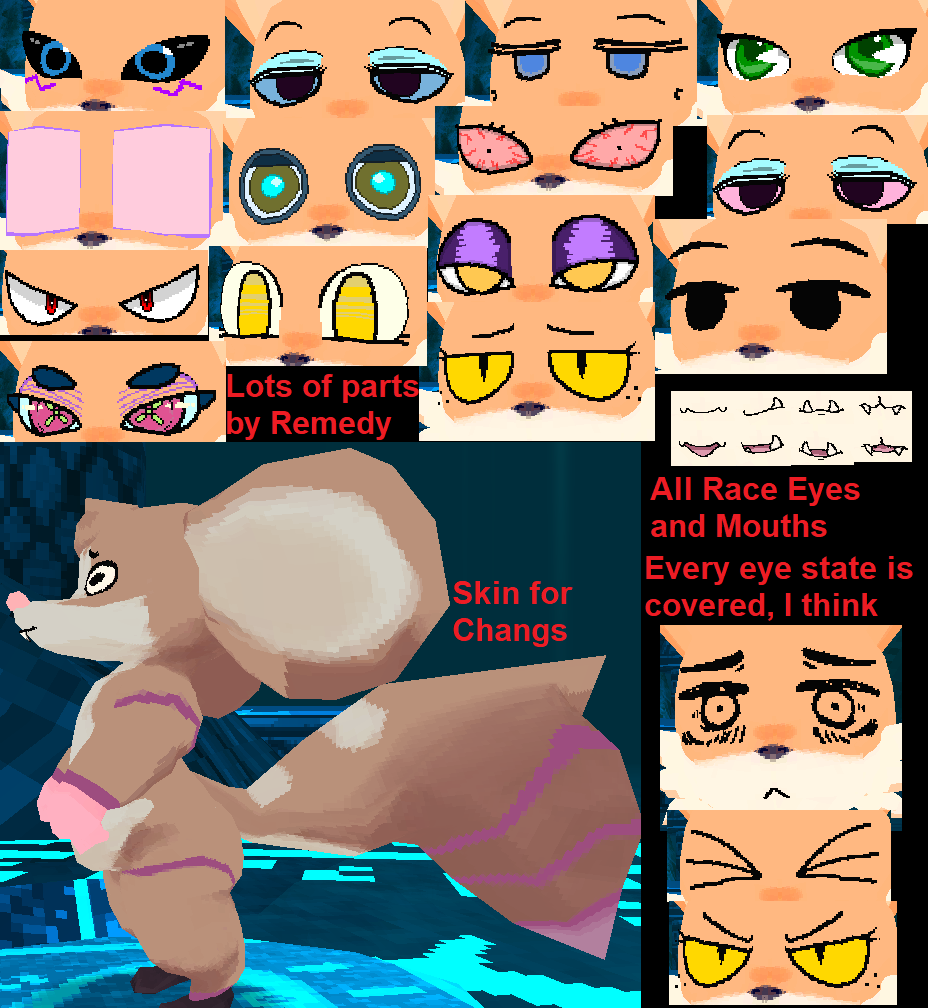 Lots of parts
by Remedy
All Race Eyes
and Mouths
Every eye state is
covered, I think
Skin for
Changs